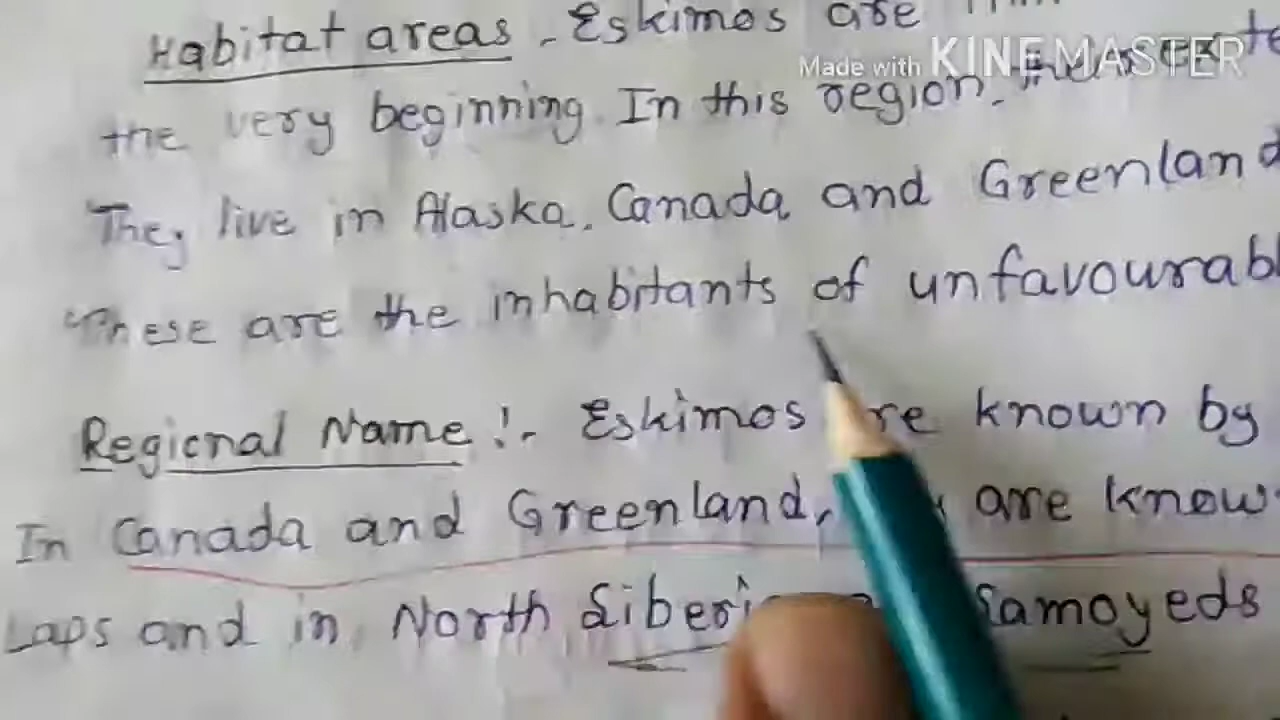 Habitat areas - Eskimos are
Made with KINEMASTER
the very beginning. In this region.
They live in Alaska, Canada and Greenland
These are the inhabitants of unfavourabl
Regional Name :- Eskimos are known by
In Canada and Greenland, are know
Laps and in North Siberi Samoyeds